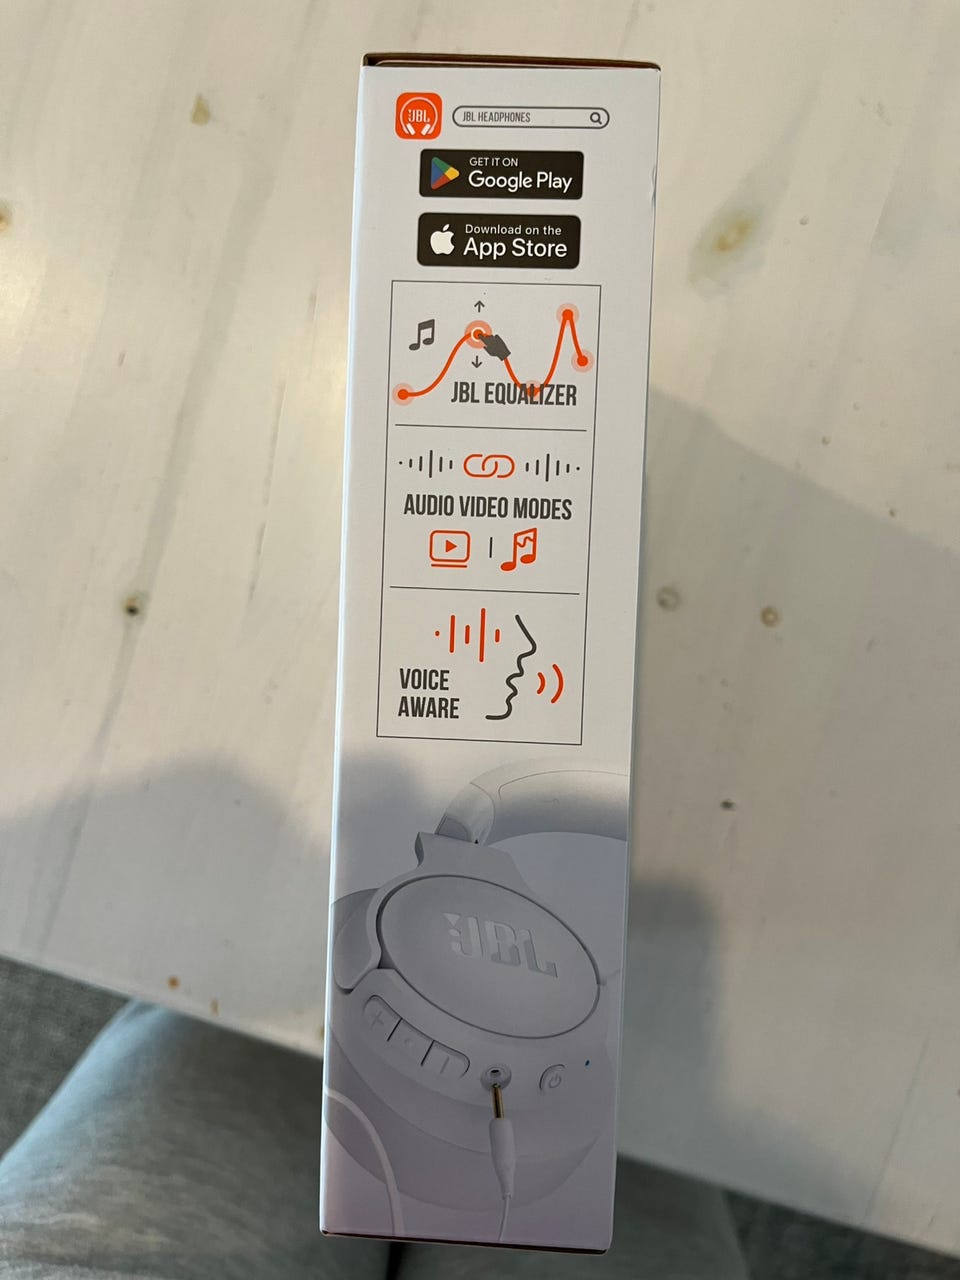 JBL
JBL HEADPHONES
GET IT ON
Google Play
Download on the
App Store
JBL EQUALIZER
AUDIO VIDEO MODES
VOICE
AWARE
JBL